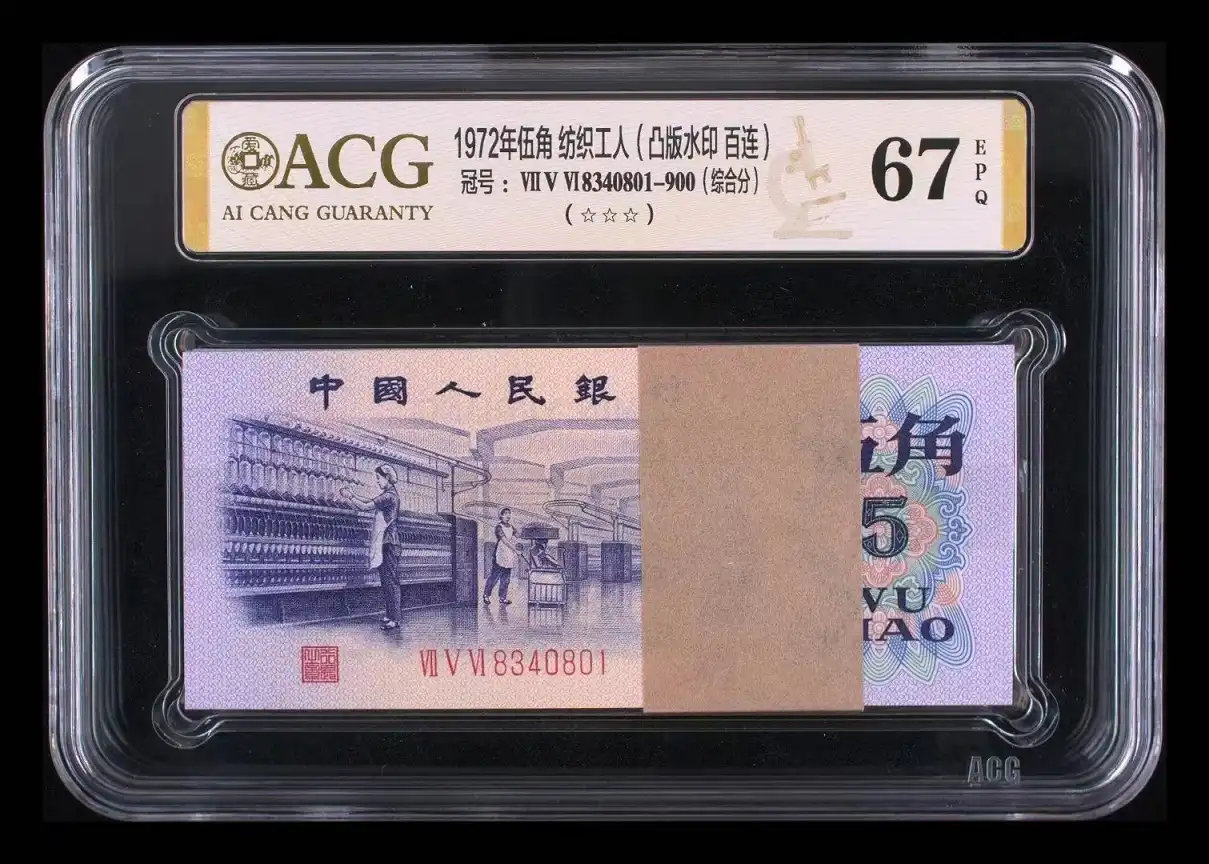 ACG
AI CANG GUARANTY
1972年伍角 纺织工人(凸版水印 百连)
冠号: Ⅶ Ⅴ Ⅵ 8340801-900 (综合分)
(☆☆☆)
67
EPQ
中國人民銀
角
5
WU
JIAO
Ⅶ Ⅴ Ⅵ 8340801
ACG